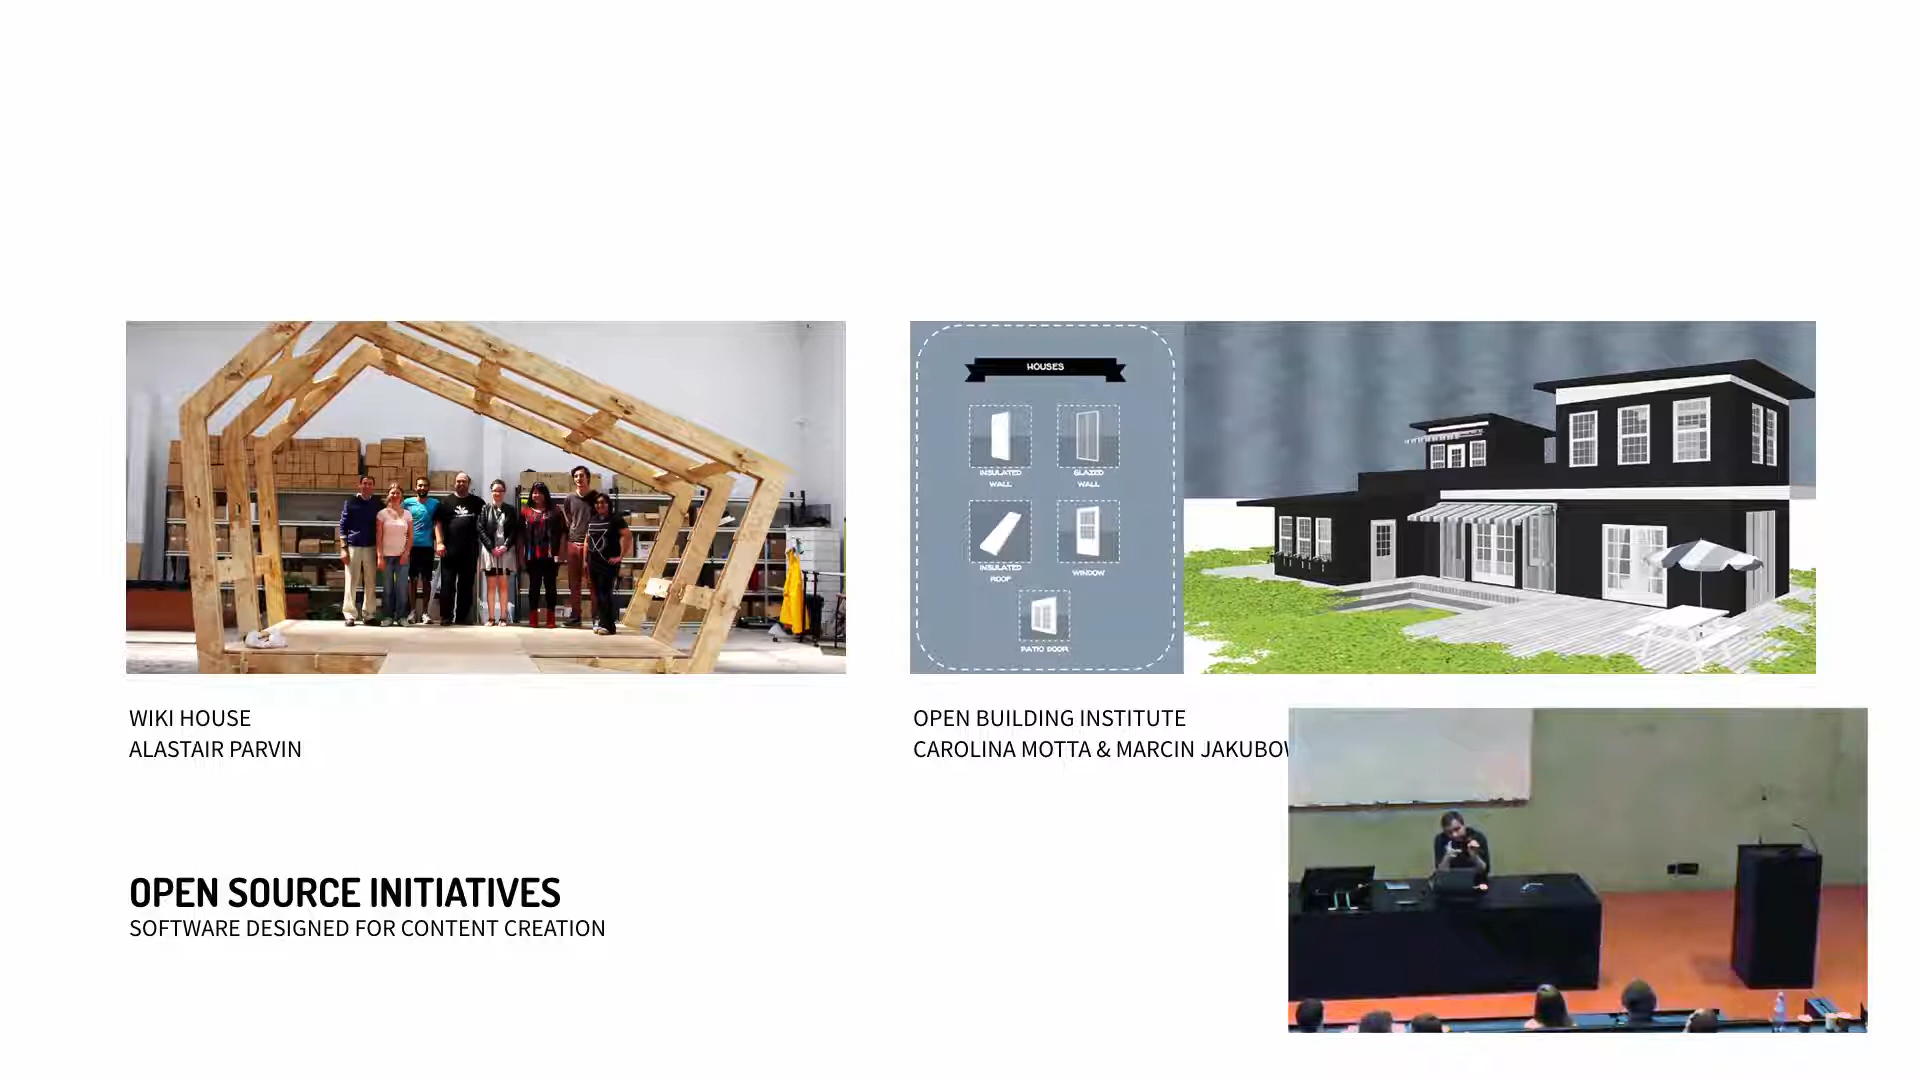 HOUSES
INSULATED
WALL
GLAZED
WALL
INSULATED
ROOF
WINDOW
PATIO DOOR
WIKI HOUSE
ALASTAIR PARVIN
OPEN BUILDING INSTITUTE
CAROLINA MOTTA & MARCIN JAKUBO
OPEN SOURCE INITIATIVES
SOFTWARE DESIGNED FOR CONTENT CREATION